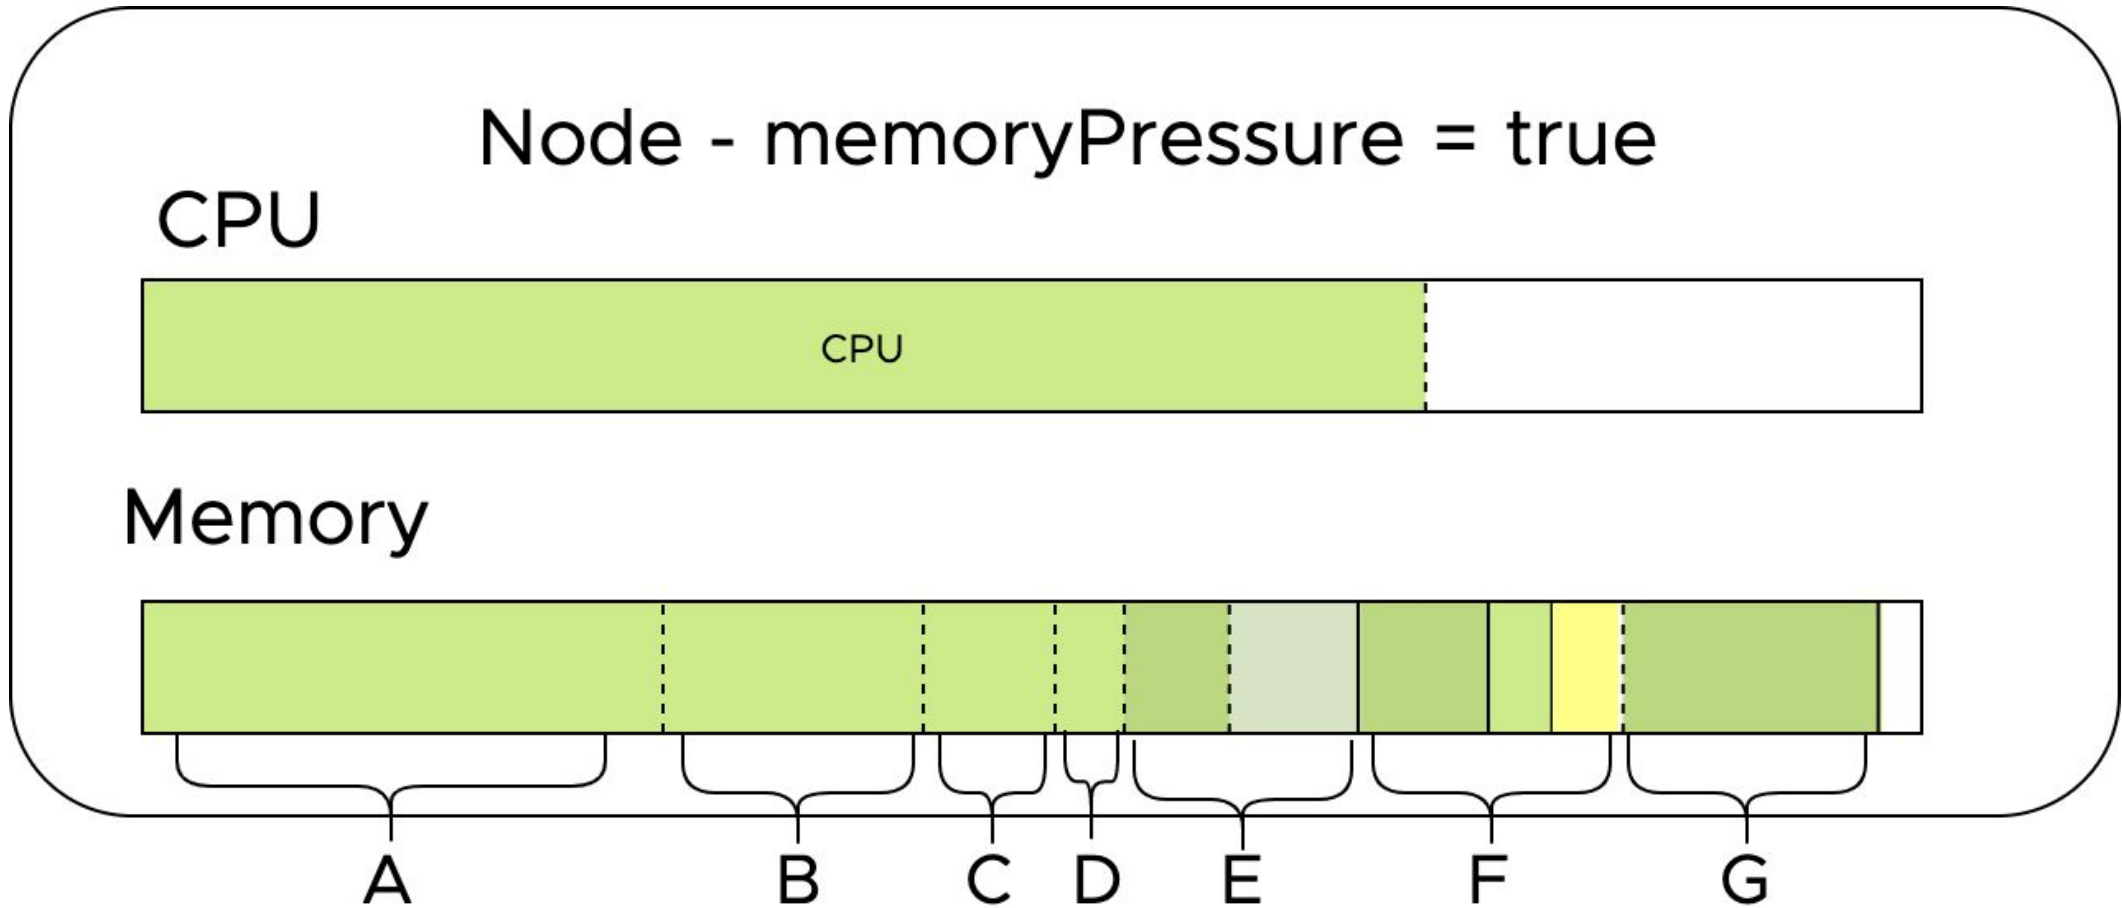 Node - memoryPressure = true
CPU
CPU
Memory
A B C D E F G